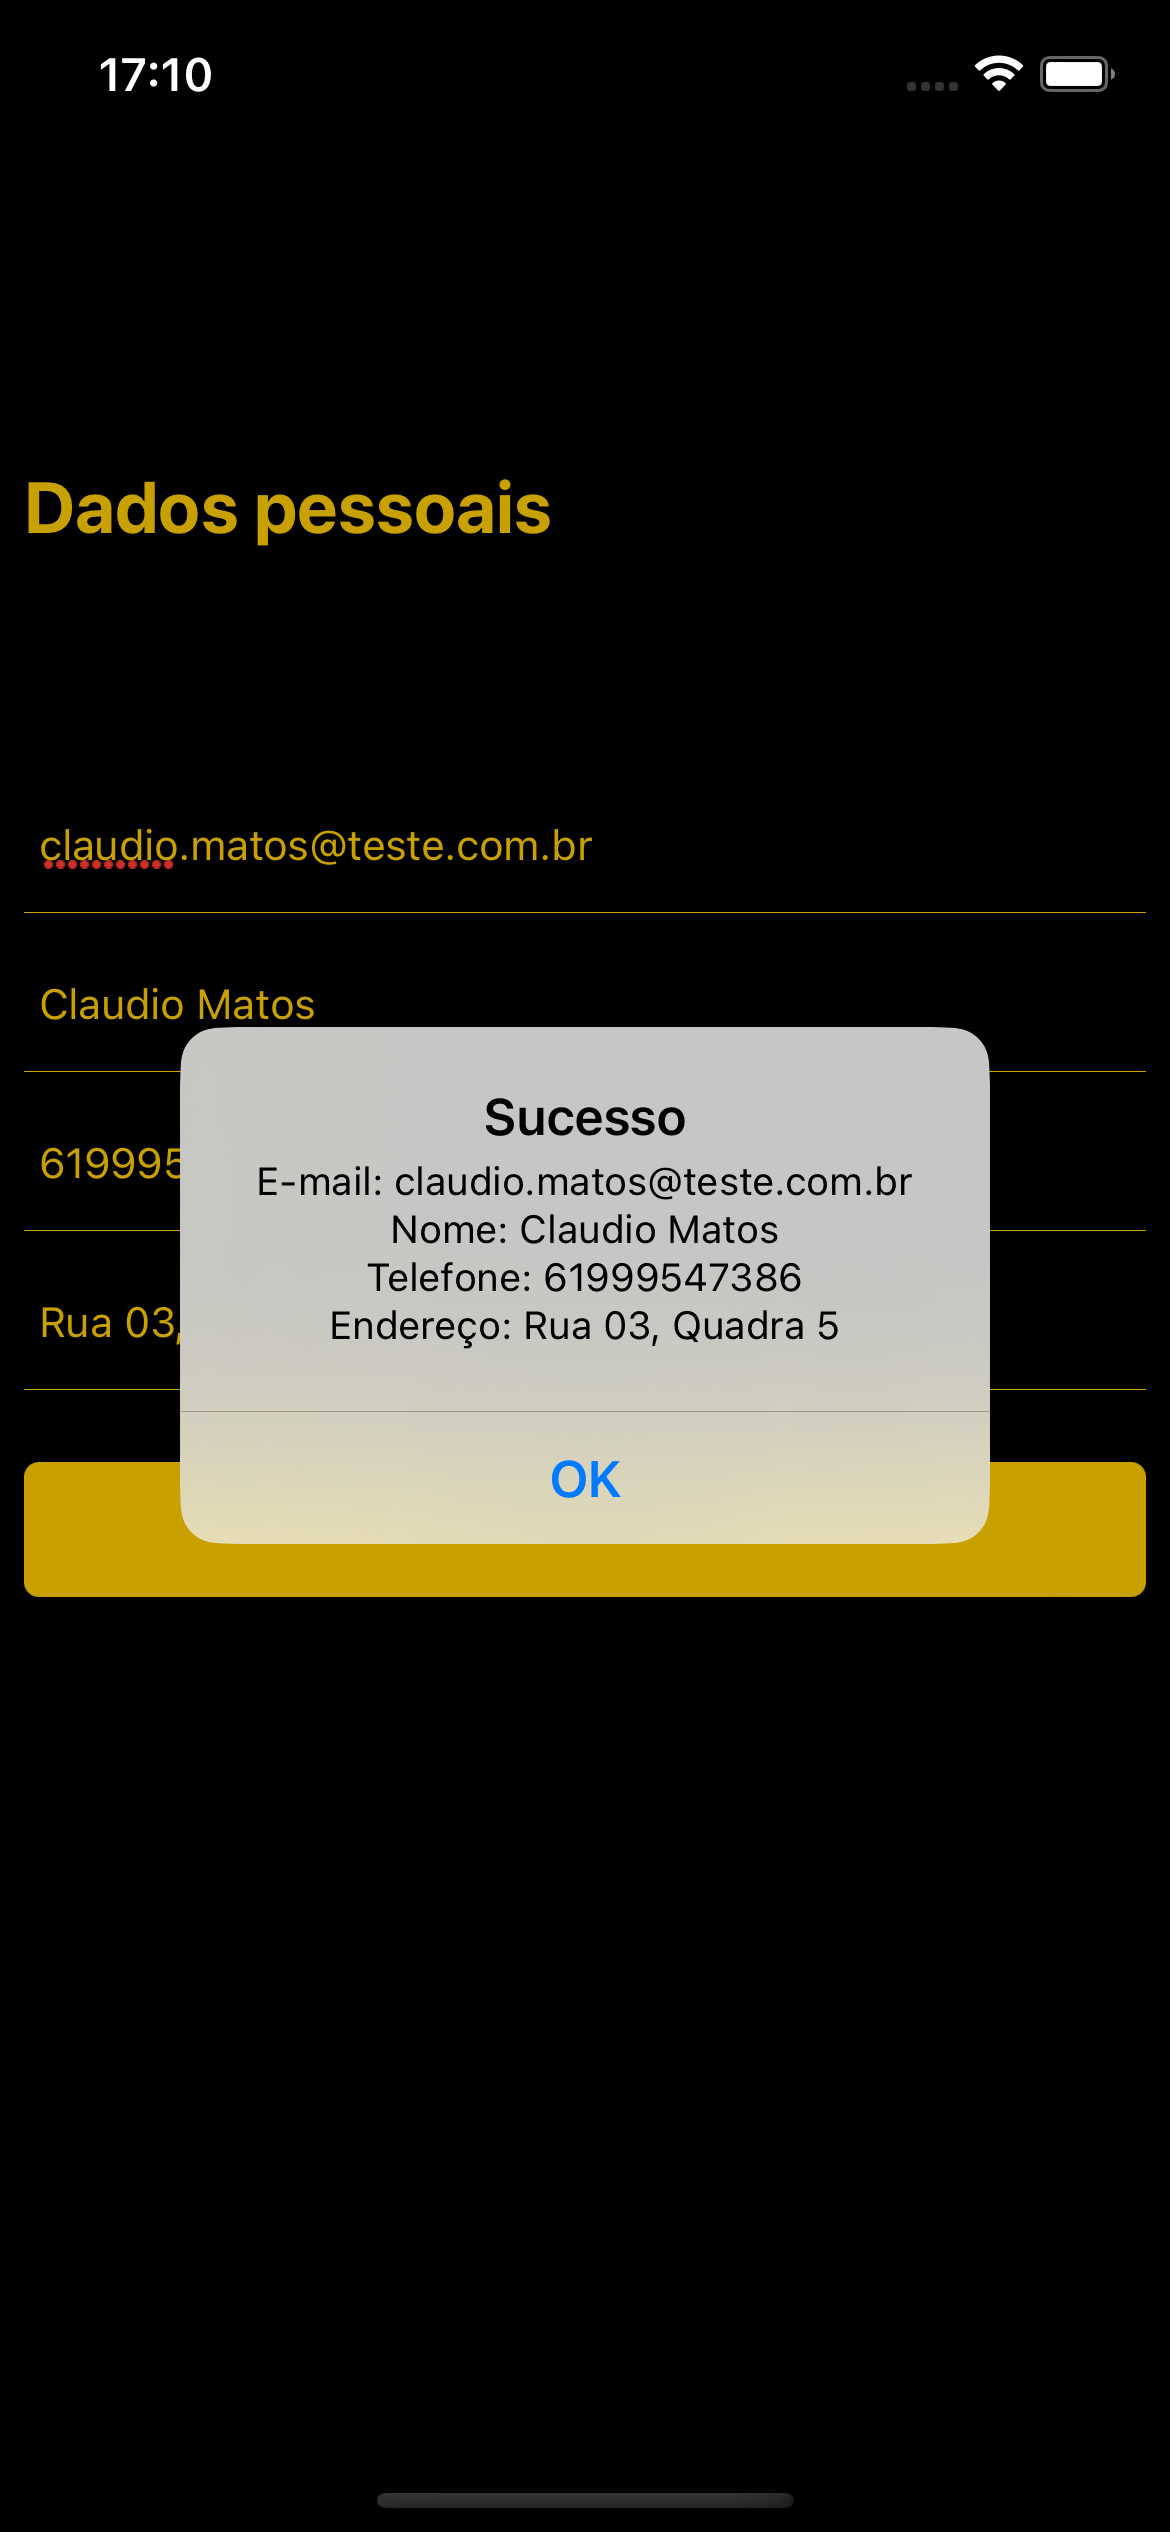 17:10
Dados pessoais
claudio.matos@teste.com.br
Claudio Matos
619995
Rua 03,
Sucesso
E-mail: claudio.matos@teste.com.br
Nome: Claudio Matos
Telefone: 61999547386
Endereço: Rua 03, Quadra 5
OK